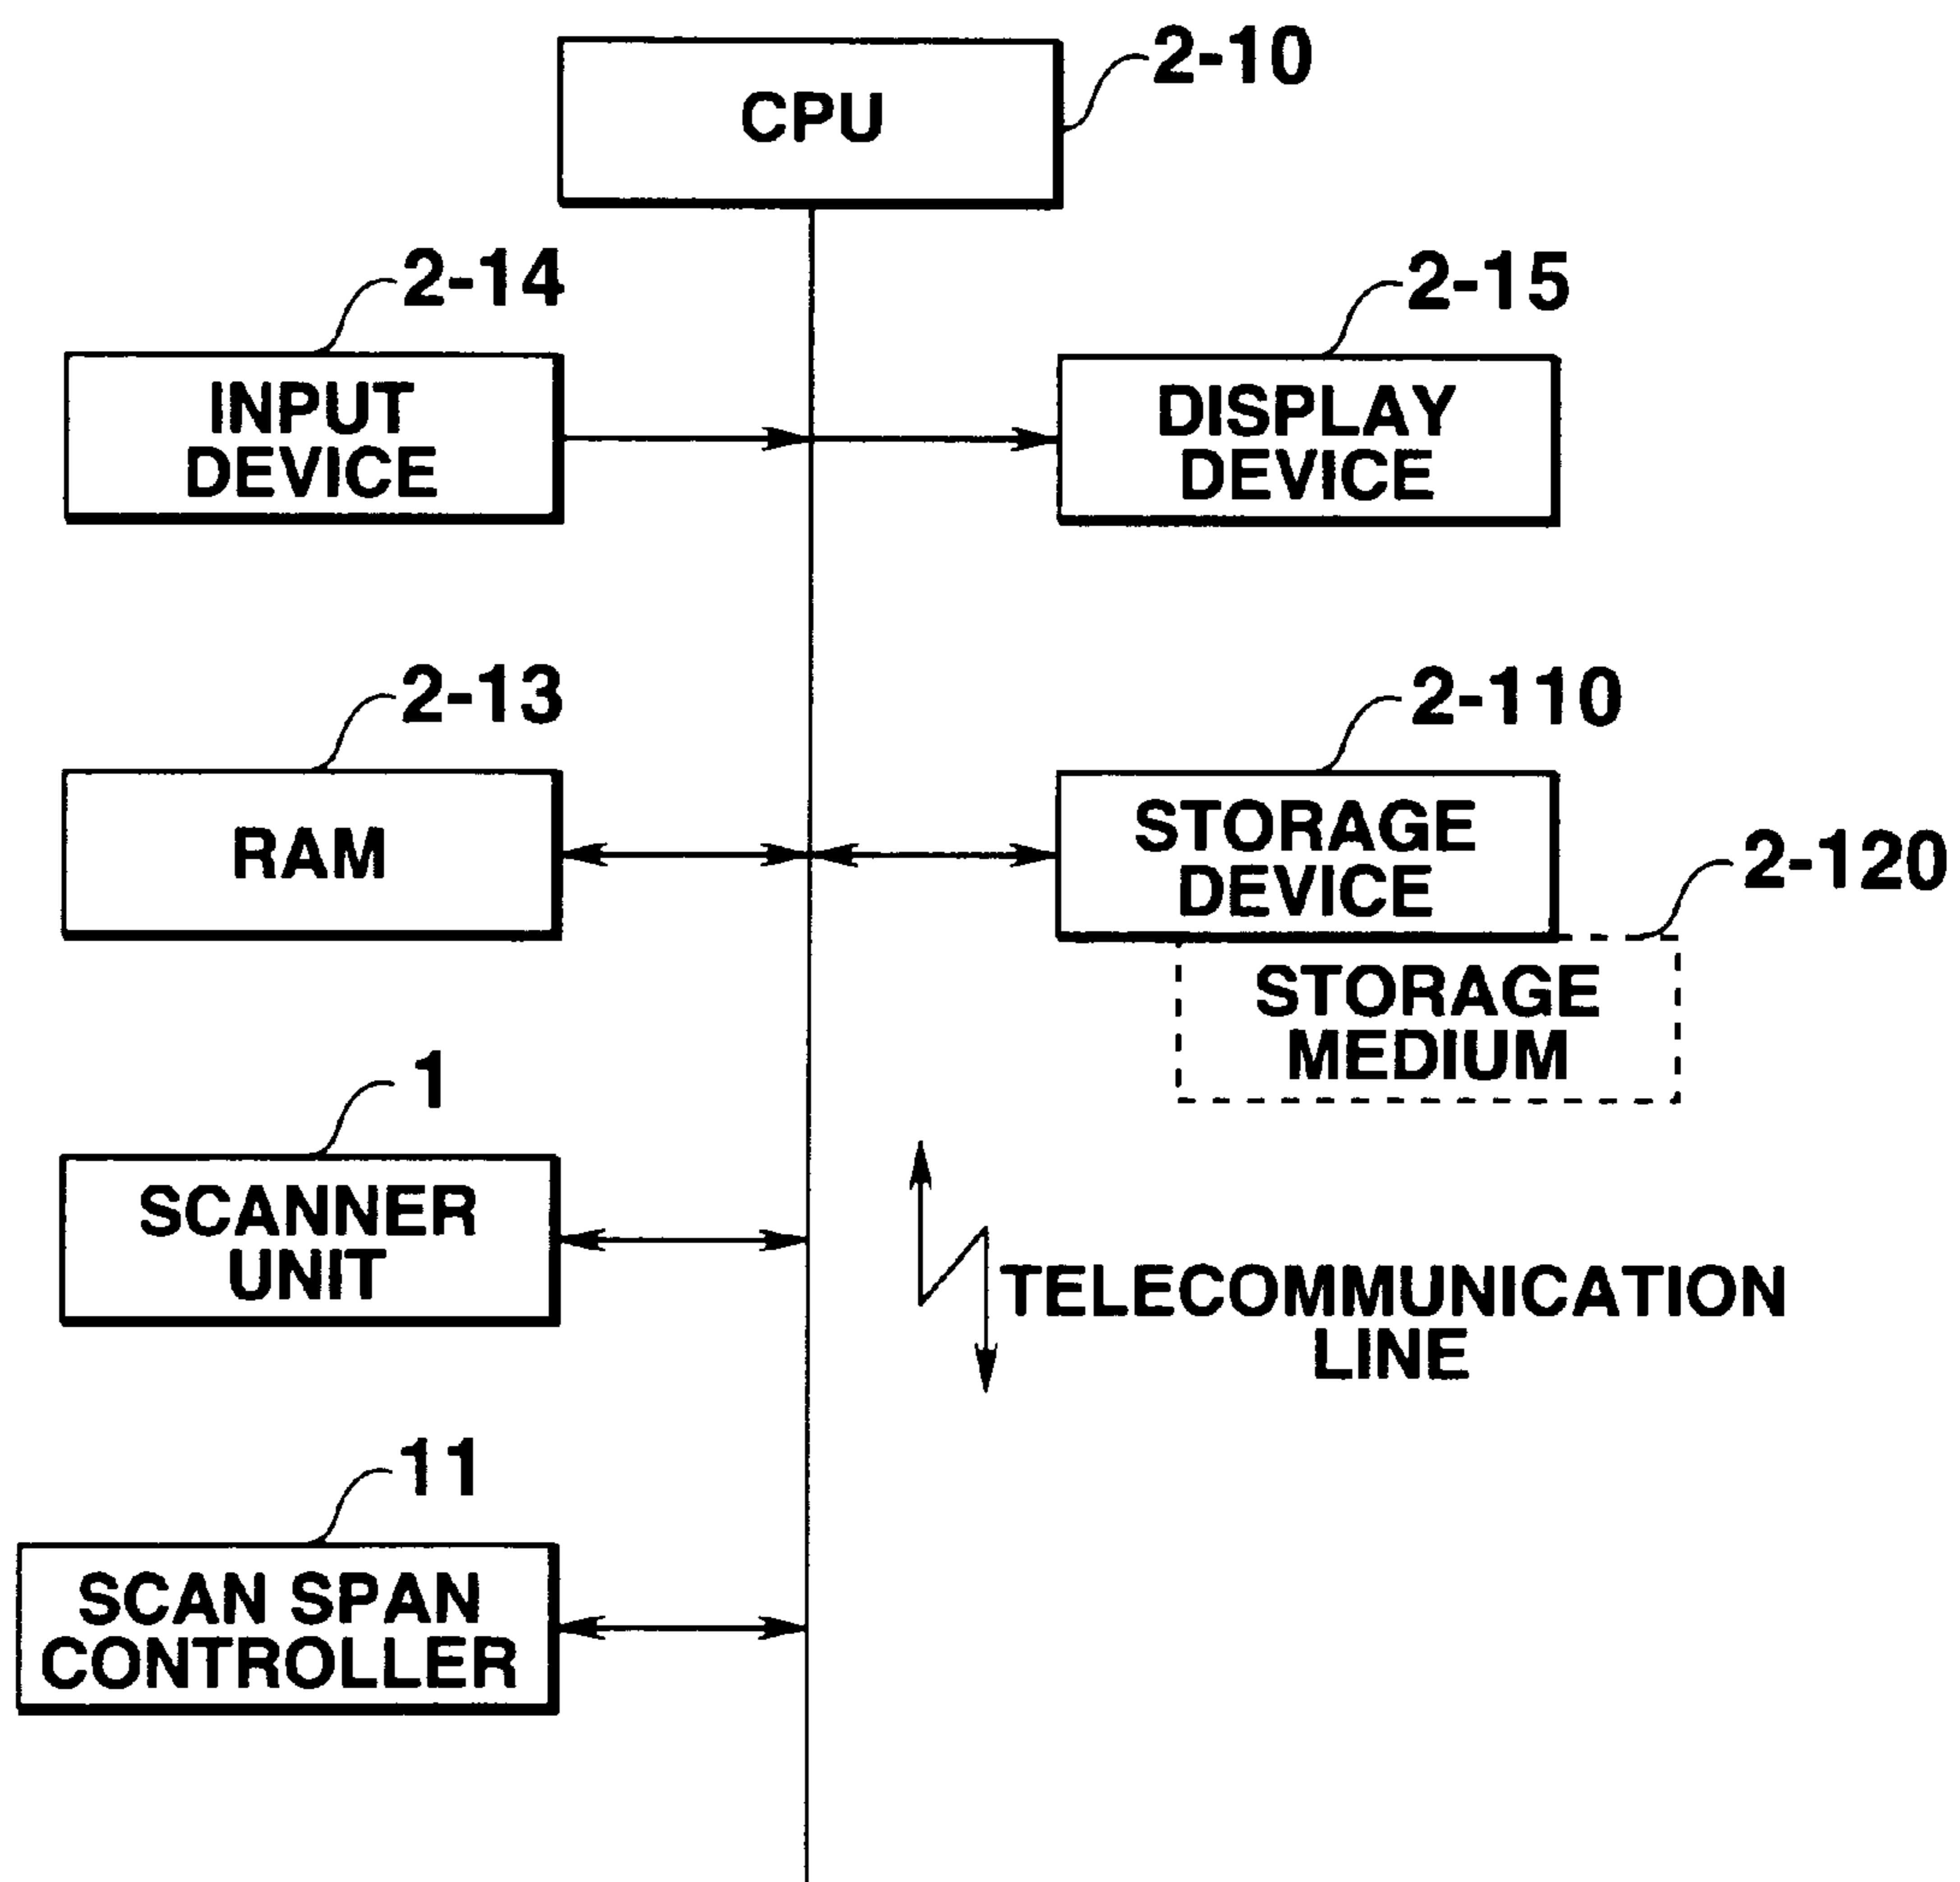 2-10
CPU
2-14
2-15
INPUT
DEVICE
DISPLAY
DEVICE
2-13
2-110
RAM
STORAGE
DEVICE
2-120
STORAGE
MEDIUM
1
SCANNER
UNIT
TELECOMMUNICATION
LINE
11
SCAN SPAN
CONTROLLER